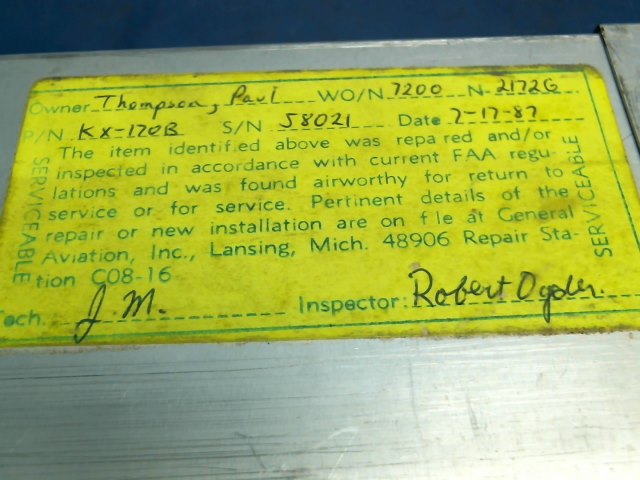 Owner Thompson, Paul WO/N 7200 N 2172G
P/N KX-170B S/N 58021 Date 7-17-87
The item identified above was repaired and/or
inspected in accordance with current FAA regu-
lations and was found airworthy for return to
service or for service. Pertinent details of the
repair or new installation are on file at General
Aviation, Inc., Lansing, Mich. 48906 Repair Sta-
tion C08-16
SERVICEABLE
SERVICEABLE
Tech. J.M. Inspector: Robert Ogden.